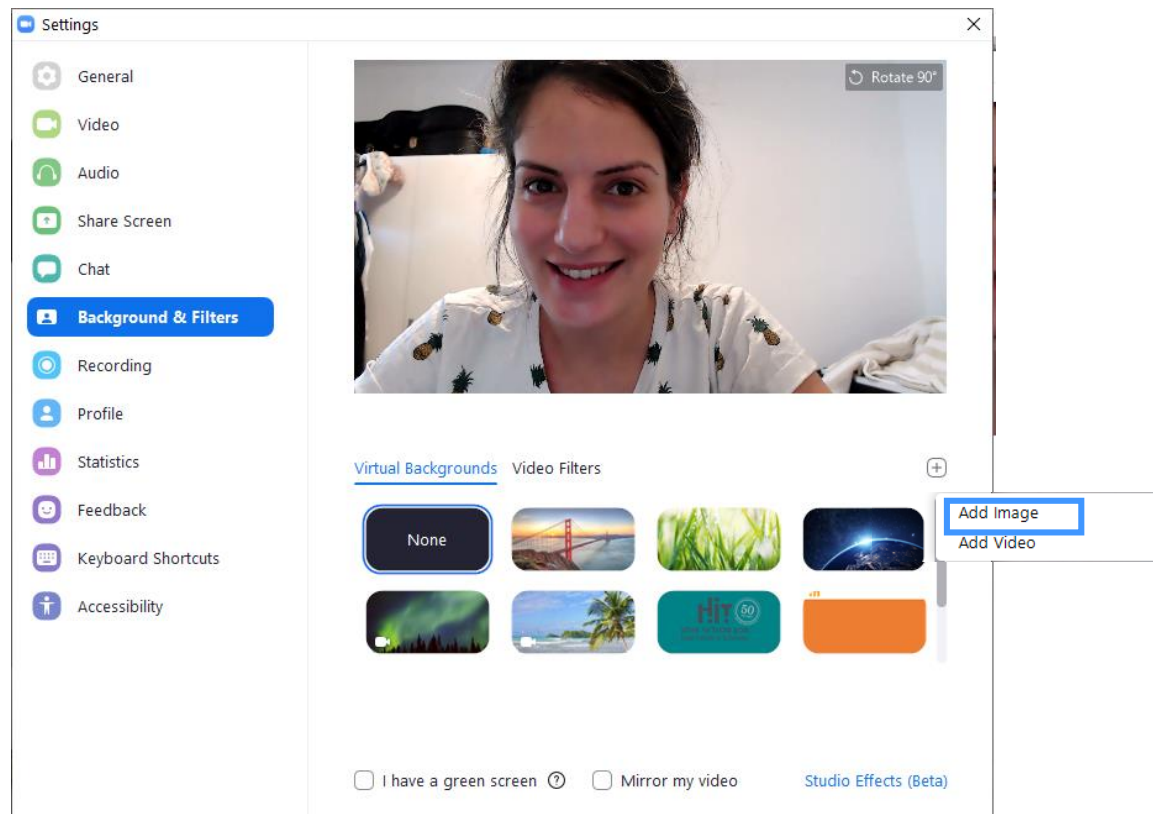 Settings
General
Video
Audio
Share Screen
Chat
Background & Filters
Recording
Profile
Statistics
Feedback
Keyboard Shortcuts
Accessibility
Rotate 90°
Virtual Backgrounds Video Filters
Add Image
Add Video
None
HIT 50
I have a green screen
Mirror my video
Studio Effects (Beta)